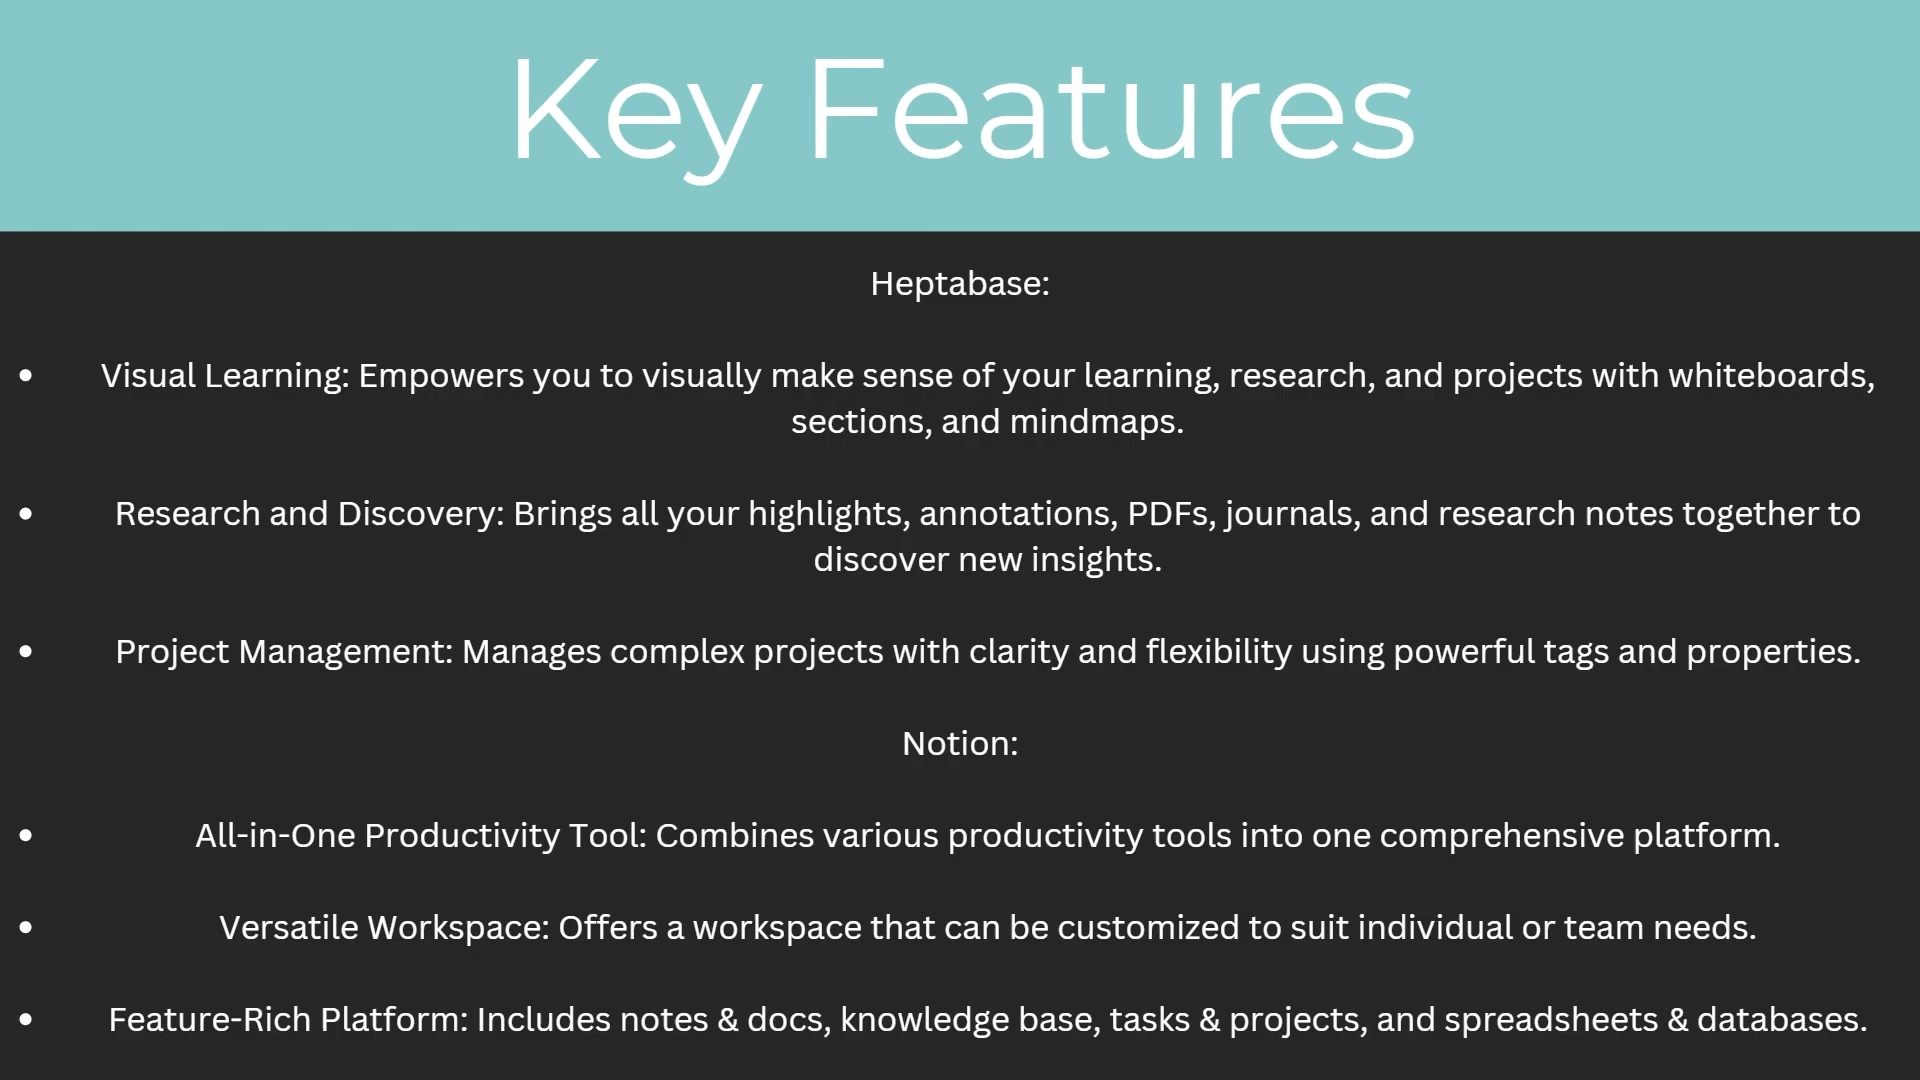 Key Features
Heptabase:
• Visual Learning: Empowers you to visually make sense of your learning, research, and projects with whiteboards,
sections, and mindmaps.
• Research and Discovery: Brings all your highlights, annotations, PDFs, journals, and research notes together to
discover new insights.
• Project Management: Manages complex projects with clarity and flexibility using powerful tags and properties.
Notion:
• All-in-One Productivity Tool: Combines various productivity tools into one comprehensive platform.
• Versatile Workspace: Offers a workspace that can be customized to suit individual or team needs.
• Feature-Rich Platform: Includes notes & docs, knowledge base, tasks & projects, and spreadsheets & databases.